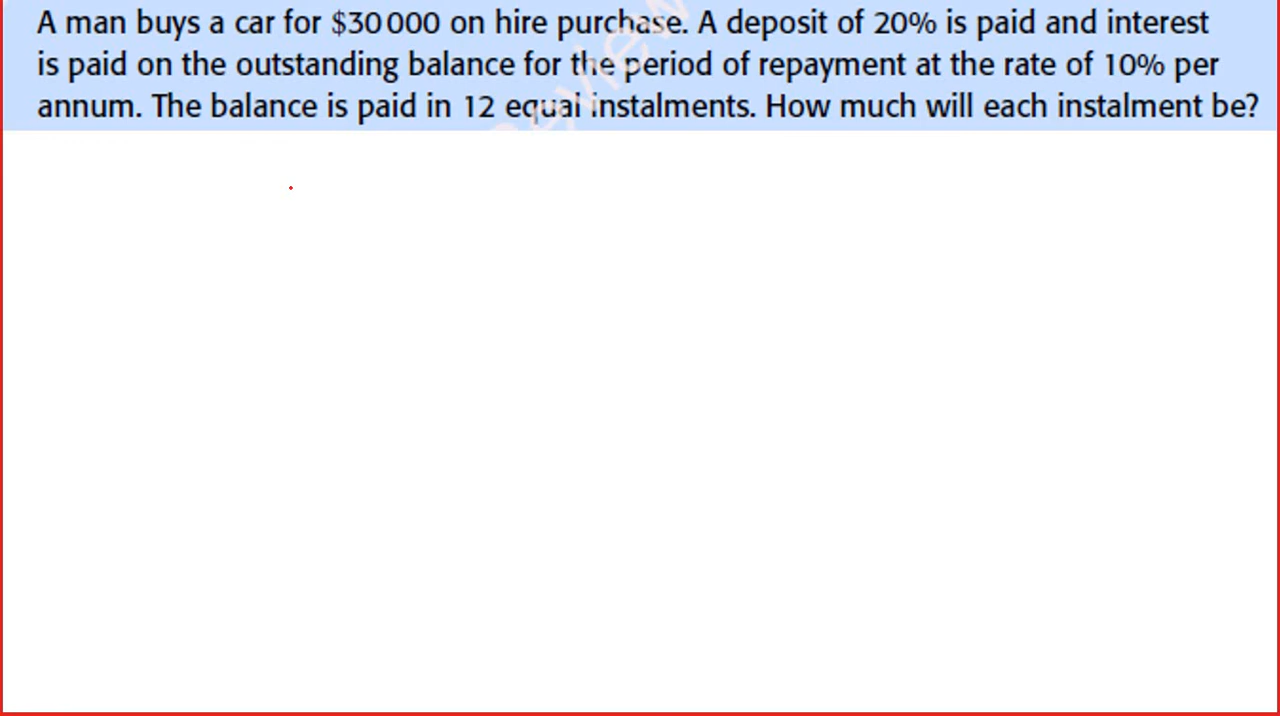 A man buys a car for $30 000 on hire purchase. A deposit of 20% is paid and interest
is paid on the outstanding balance for the period of repayment at the rate of 10% per
annum. The balance is paid in 12 equal instalments. How much will each instalment be?
Review